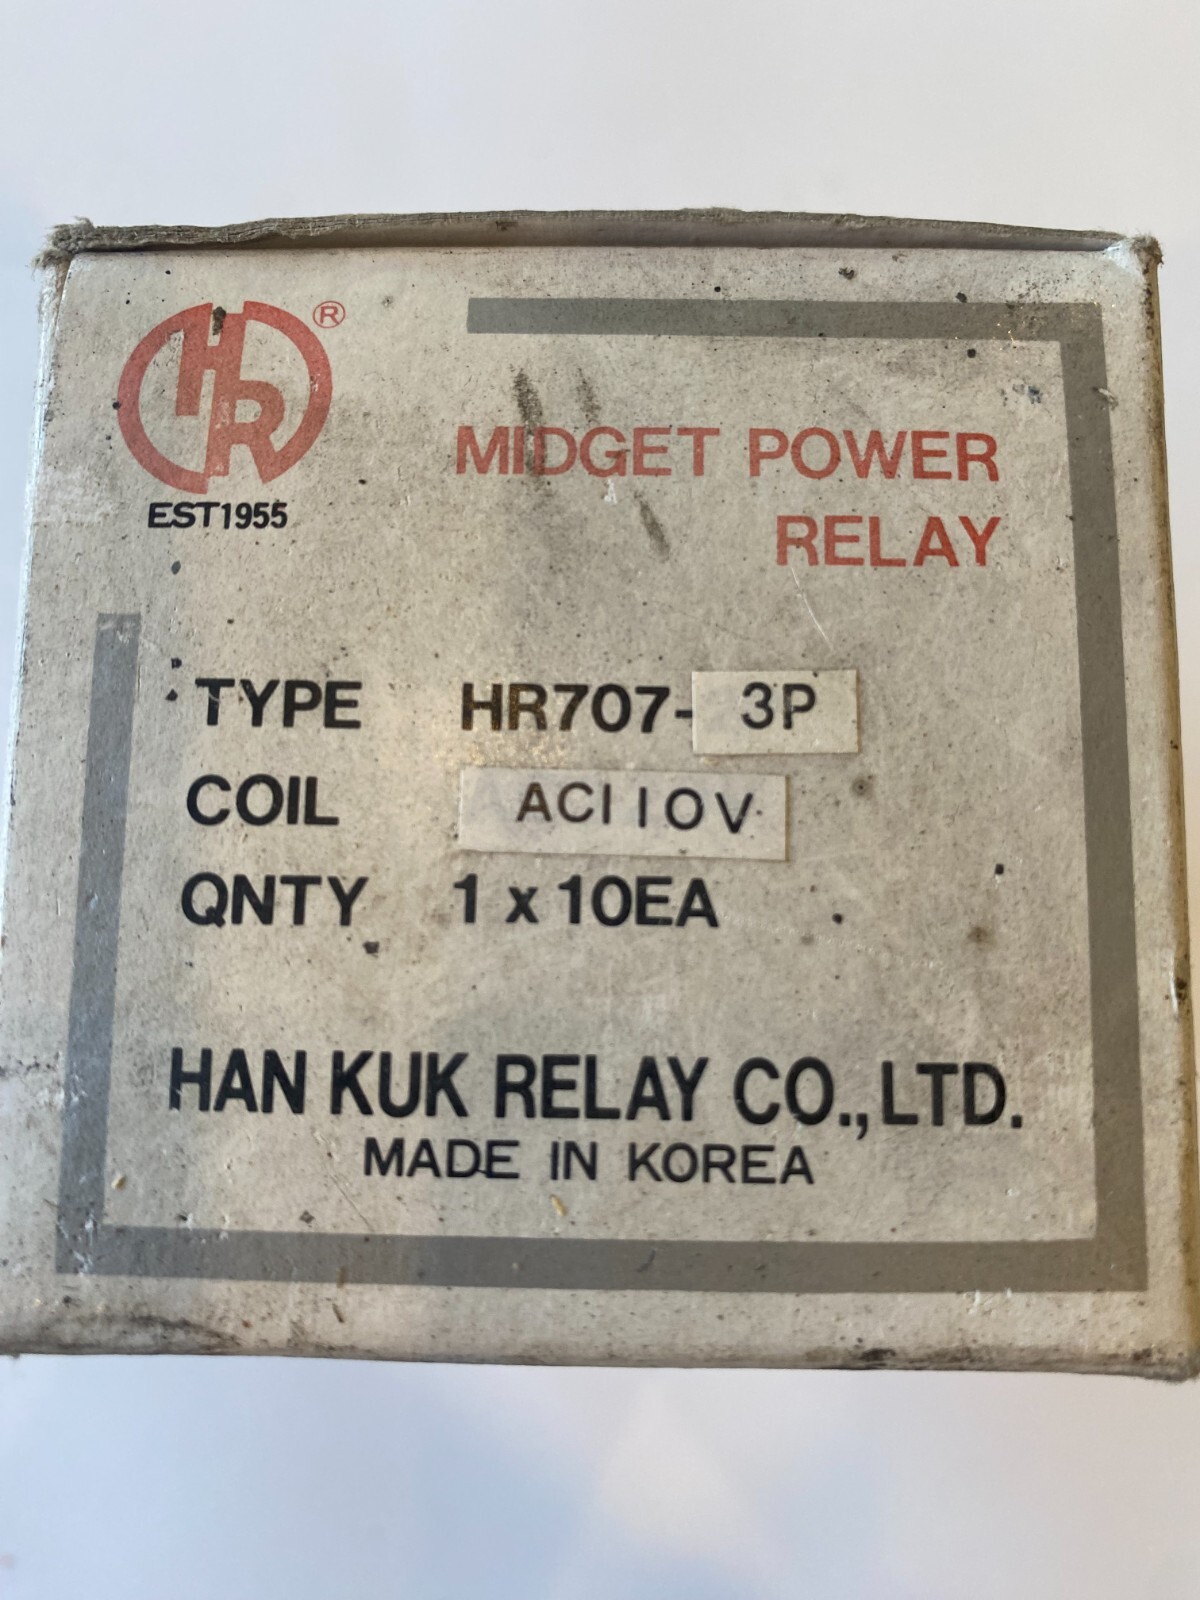 HR®
EST1955
MIDGET POWER
RELAY
TYPE HR707-3P
COIL AC110V
QNTY 1 x 10EA
HAN KUK RELAY CO.,LTD.
MADE IN KOREA